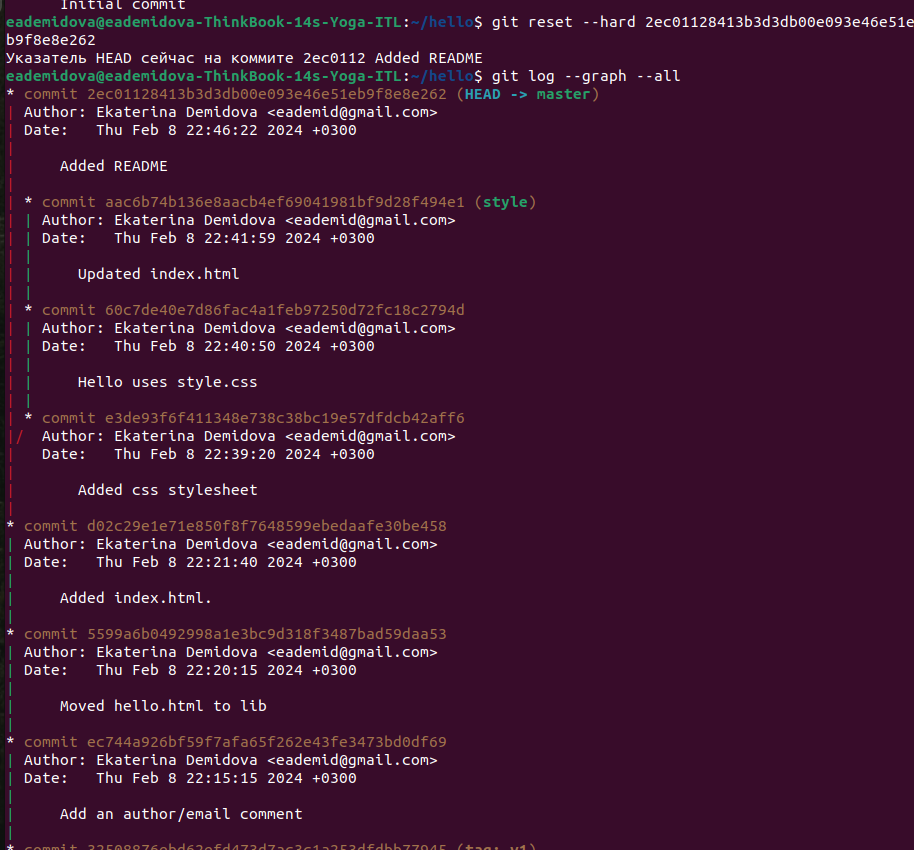 Initial commit
eademidova@eademidova-ThinkBook-14s-Yoga-ITL:~/hello$ git reset --hard 2ec01128413b3d3db00e093e46e51e
b9f8e8e262
Указатель HEAD сейчас на коммите 2ec0112 Added README
eademidova@eademidova-ThinkBook-14s-Yoga-ITL:~/hello$ git log --graph --all
* commit 2ec01128413b3d3db00e093e46e51eb9f8e8e262 (HEAD -> master)
| Author: Ekaterina Demidova <eademid@gmail.com>
| Date:   Thu Feb 8 22:46:22 2024 +0300
|
|     Added README
|
| * commit aac6b74b136e8aacb4ef69041981bf9d28f494e1 (style)
| | Author: Ekaterina Demidova <eademid@gmail.com>
| | Date:   Thu Feb 8 22:41:59 2024 +0300
| |
| |     Updated index.html
| |
| * commit 60c7de40e7d86fac4a1feb97250d72fc18c2794d
| | Author: Ekaterina Demidova <eademid@gmail.com>
| | Date:   Thu Feb 8 22:40:50 2024 +0300
| |
| |     Hello uses style.css
| |
| * commit e3de93f6f411348e738c38bc19e57dfdcb42aff6
|/  Author: Ekaterina Demidova <eademid@gmail.com>
|   Date:   Thu Feb 8 22:39:20 2024 +0300
|
|       Added css stylesheet
|
* commit d02c29e1e71e850f8f7648599ebedaafe30be458
| Author: Ekaterina Demidova <eademid@gmail.com>
| Date:   Thu Feb 8 22:21:40 2024 +0300
|
|     Added index.html.
|
* commit 5599a6b0492998a1e3bc9d318f3487bad59daa53
| Author: Ekaterina Demidova <eademid@gmail.com>
| Date:   Thu Feb 8 22:20:15 2024 +0300
|
|     Moved hello.html to lib
|
* commit ec744a926bf59f7afa65f262e43fe3473bd0df69
| Author: Ekaterina Demidova <eademid@gmail.com>
| Date:   Thu Feb 8 22:15:15 2024 +0300
|
|     Add an author/email comment
|
* commit (tag: v1)